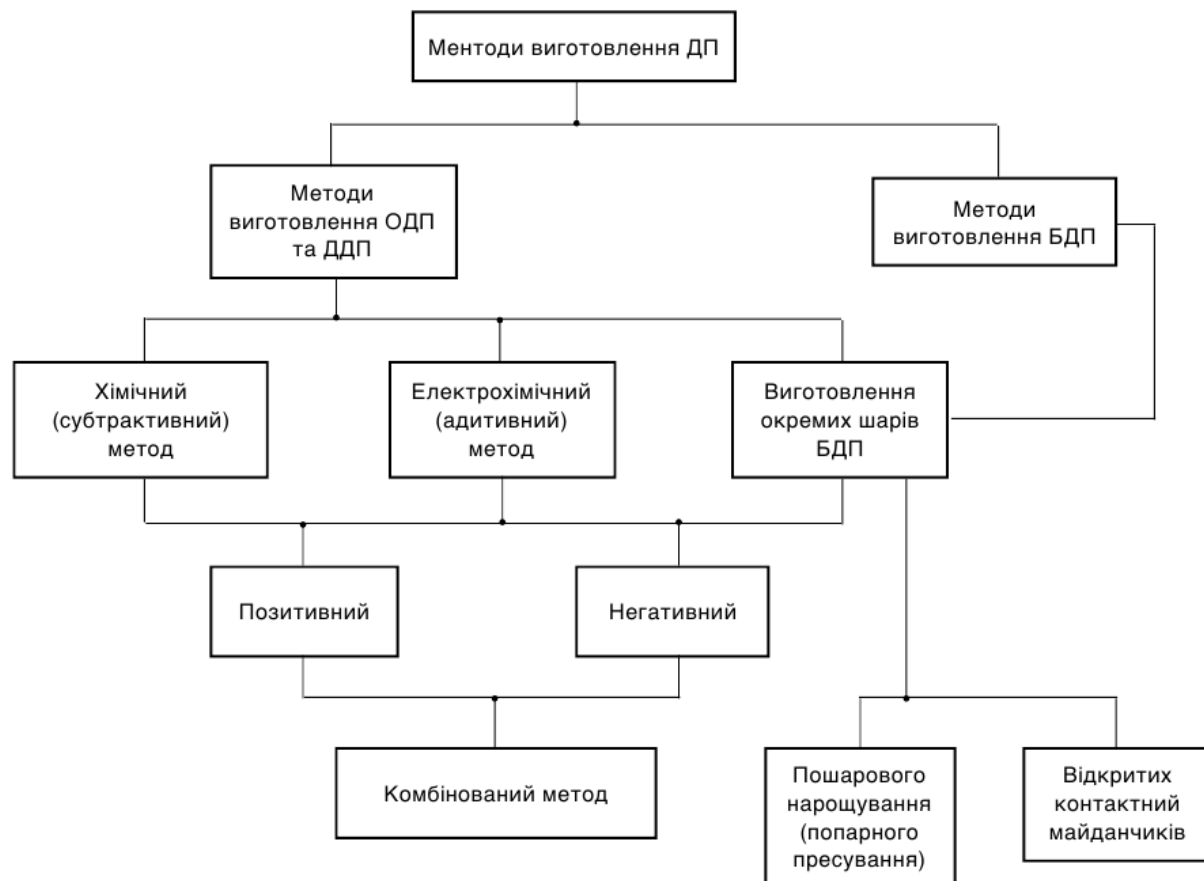 Ментоди виготовлення ДП
Методи
виготовлення ОДП
та ДДП
Методи
виготовлення БДП
Хімічний
(субтрактивний)
метод
Електрохімічний
(адитивний)
метод
Виготовлення
окремих шарів
БДП
Позитивний
Негативний
Комбінований метод
Пошарового
нарощування
(попарного
пресування)
Відкритих
контактний
майданчиків